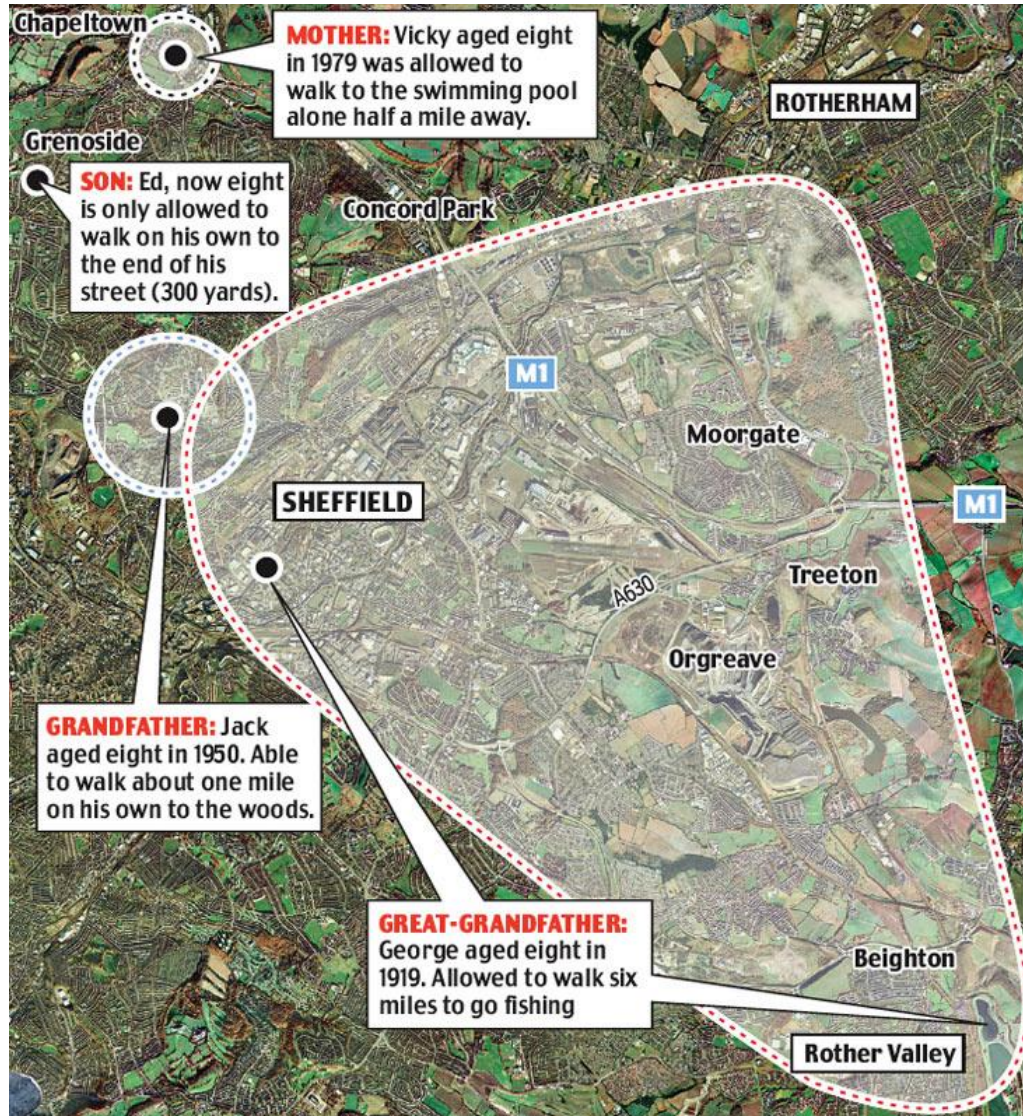 Chapeltown
MOTHER: Vicky aged eight
in 1979 was allowed to
walk to the swimming pool
alone half a mile away.
ROTHERHAM
Grenoside
SON: Ed, now eight
is only allowed to
walk on his own to
the end of his
street (300 yards).
Concord Park
M1
Moorgate
SHEFFIELD
M1
Treeton
A630
Orgreave
GRANDFATHER: Jack
aged eight in 1950. Able
to walk about one mile
on his own to the woods.
GREAT-GRANDFATHER:
George aged eight in
1919. Allowed to walk six
miles to go fishing
Beighton
Rother Valley